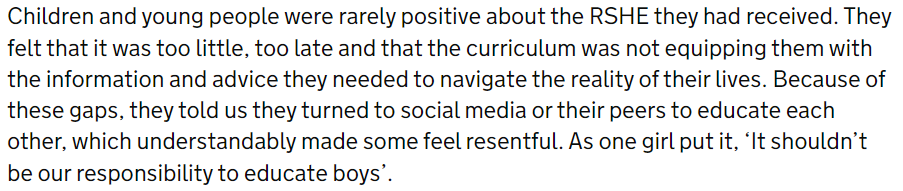 Children and young people were rarely positive about the RSHE they had received. They
felt that it was too little, too late and that the curriculum was not equipping them with
the information and advice they needed to navigate the reality of their lives. Because of
these gaps, they told us they turned to social media or their peers to educate each
other, which understandably made some feel resentful. As one girl put it, ‘It shouldn’t
be our responsibility to educate boys’.